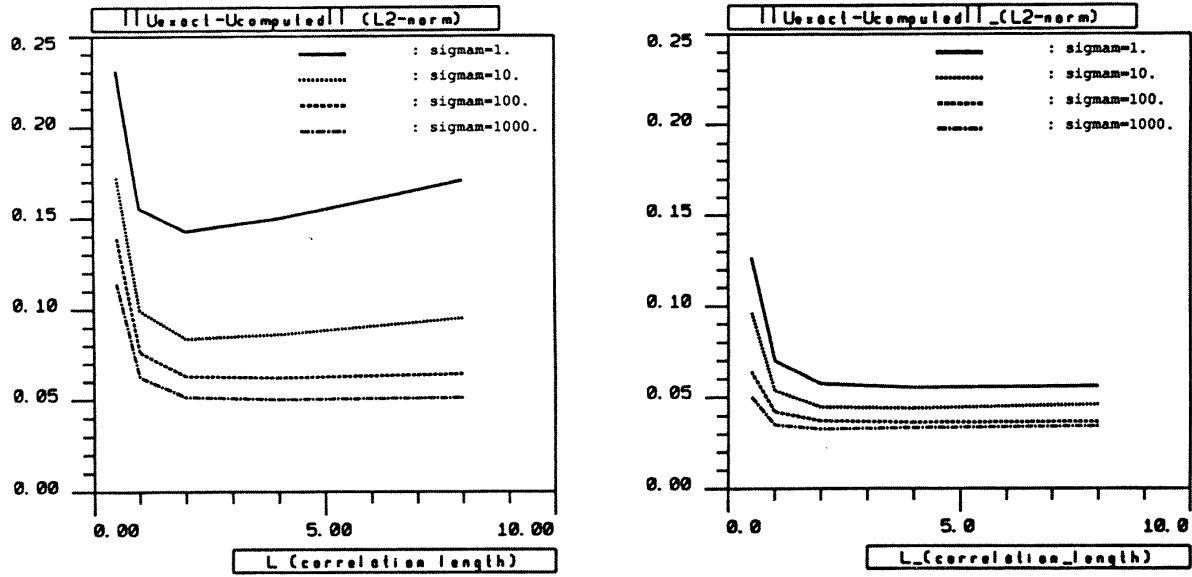 ||Uexact-Ucomputed|| (L2-norm)
0.25
0.20
0.15
0.10
0.05
0.00
: sigmam=1.
: sigmam=10.
: sigmam=100.
: sigmam=1000.
0.00 5.00 10.00
L (correlation length)
||Uexact-Ucomputed||_(L2-norm)
0.25
0.20
0.15
0.10
0.05
0.00
: sigmam=1.
: sigmam=10.
: sigmam=100.
: sigmam=1000.
0.0 5.0 10.0
L_(correlation_length)